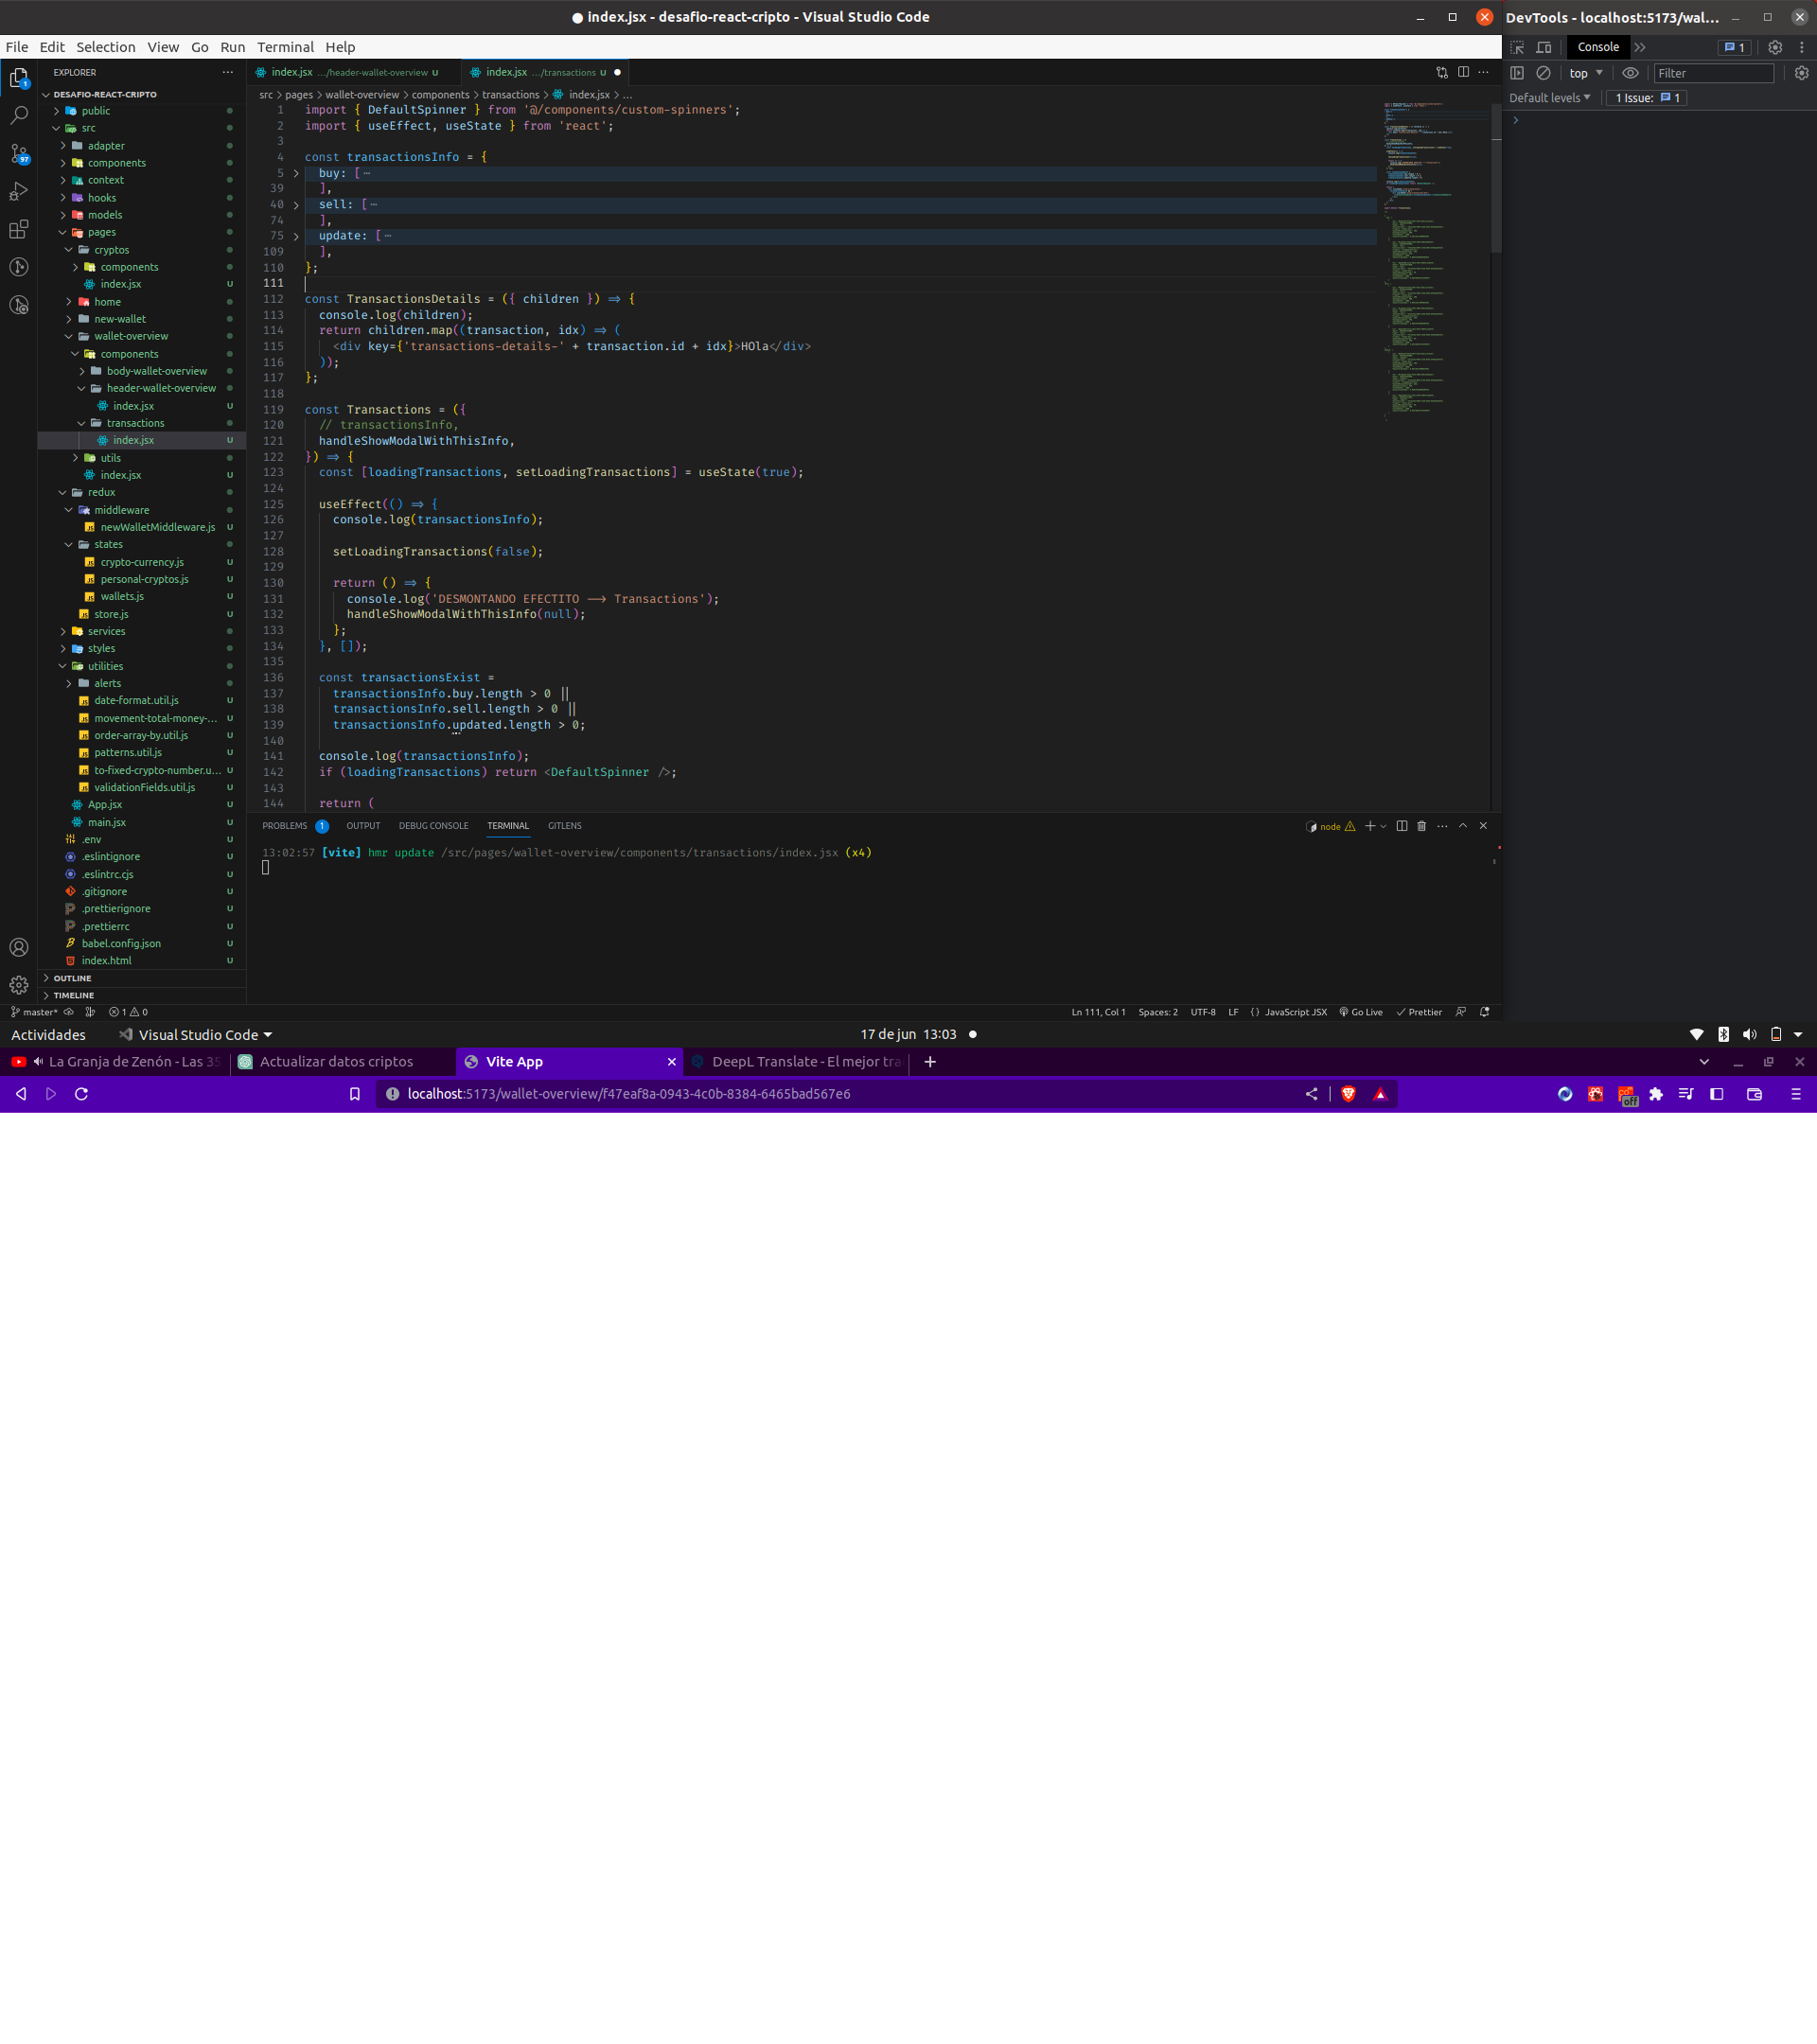 index.jsx - desafio-react-cripto - Visual Studio Code
File Edit Selection View Go Run Terminal Help
EXPLORER
DESAFIO-REACT-CRIPTO
public
src
adapter
components
context
hooks
models
pages
cryptos
components
index.jsx
home
new-wallet
wallet-overview
components
body-wallet-overview
header-wallet-overview
index.jsx U
transactions
index.jsx U
utils
index.jsx U
redux
middleware
newWalletMiddleware.js U
states
crypto-currency.js U
personal-cryptos.js U
wallets.js U
store.js U
services
styles
utilities
alerts
date-format.util.js U
movement-total-money-... U
order-array-by.util.js U
patterns.util.js U
to-fixed-crypto-number.u... U
validationFields.util.js U
App.jsx U
main.jsx U
.env U
.eslintignore U
.eslintrc.cjs U
.gitignore U
.prettierignore U
.prettierrc U
babel.config.json U
index.html U
OUTLINE
TIMELINE
index.jsx .../header-wallet-overview U
index.jsx .../transactions U
src > pages > wallet-overview > components > transactions > index.jsx > ...
1 import { DefaultSpinner } from '@/components/custom-spinners';
2 import { useEffect, useState } from 'react';
3
4 const transactionsInfo = {
5 buy: [ ...
39 ],
40 sell: [ ...
74 ],
75 update: [ ...
109 ],
110 };
111
112 const TransactionsDetails = ({ children }) => {
113 console.log(children);
114 return children.map((transaction, idx) => (
115 <div key={'transactions-details-' + transaction.id + idx}>HOla</div>
116 ));
117 };
118
119 const Transactions = ({
120 // transactionsInfo,
121 handleShowModalWithThisInfo,
122 }) => {
123 const [loadingTransactions, setLoadingTransactions] = useState(true);
124
125 useEffect(() => {
126 console.log(transactionsInfo);
127
128 setLoadingTransactions(false);
129
130 return () => {
131 console.log('DESMONTANDO EFECTITO --> Transactions');
132 handleShowModalWithThisInfo(null);
133 };
134 }, []);
135
136 const transactionsExist =
137 transactionsInfo.buy.length > 0 ||
138 transactionsInfo.sell.length > 0 ||
139 transactionsInfo.updated.length > 0;
140
141 console.log(transactionsInfo);
142 if (loadingTransactions) return <DefaultSpinner />;
143
144 return (
PROBLEMS 1 OUTPUT DEBUG CONSOLE TERMINAL GITLENS
node
13:02:57 [vite] hmr update /src/pages/wallet-overview/components/transactions/index.jsx (x4)
master* 1 0
Ln 111, Col 1 Spaces: 2 UTF-8 LF {} JavaScript JSX Go Live Prettier
DevTools - localhost:5173/wal...
Console 1
top Filter
Default levels 1 Issue: 1
Actividades Visual Studio Code 17 de jun 13:03
La Granja de Zenón - Las 35
Actualizar datos criptos
Vite App
DeepL Translate - El mejor tra
localhost:5173/wallet-overview/f47eaf8a-0943-4c0b-8384-6465bad567e6
off